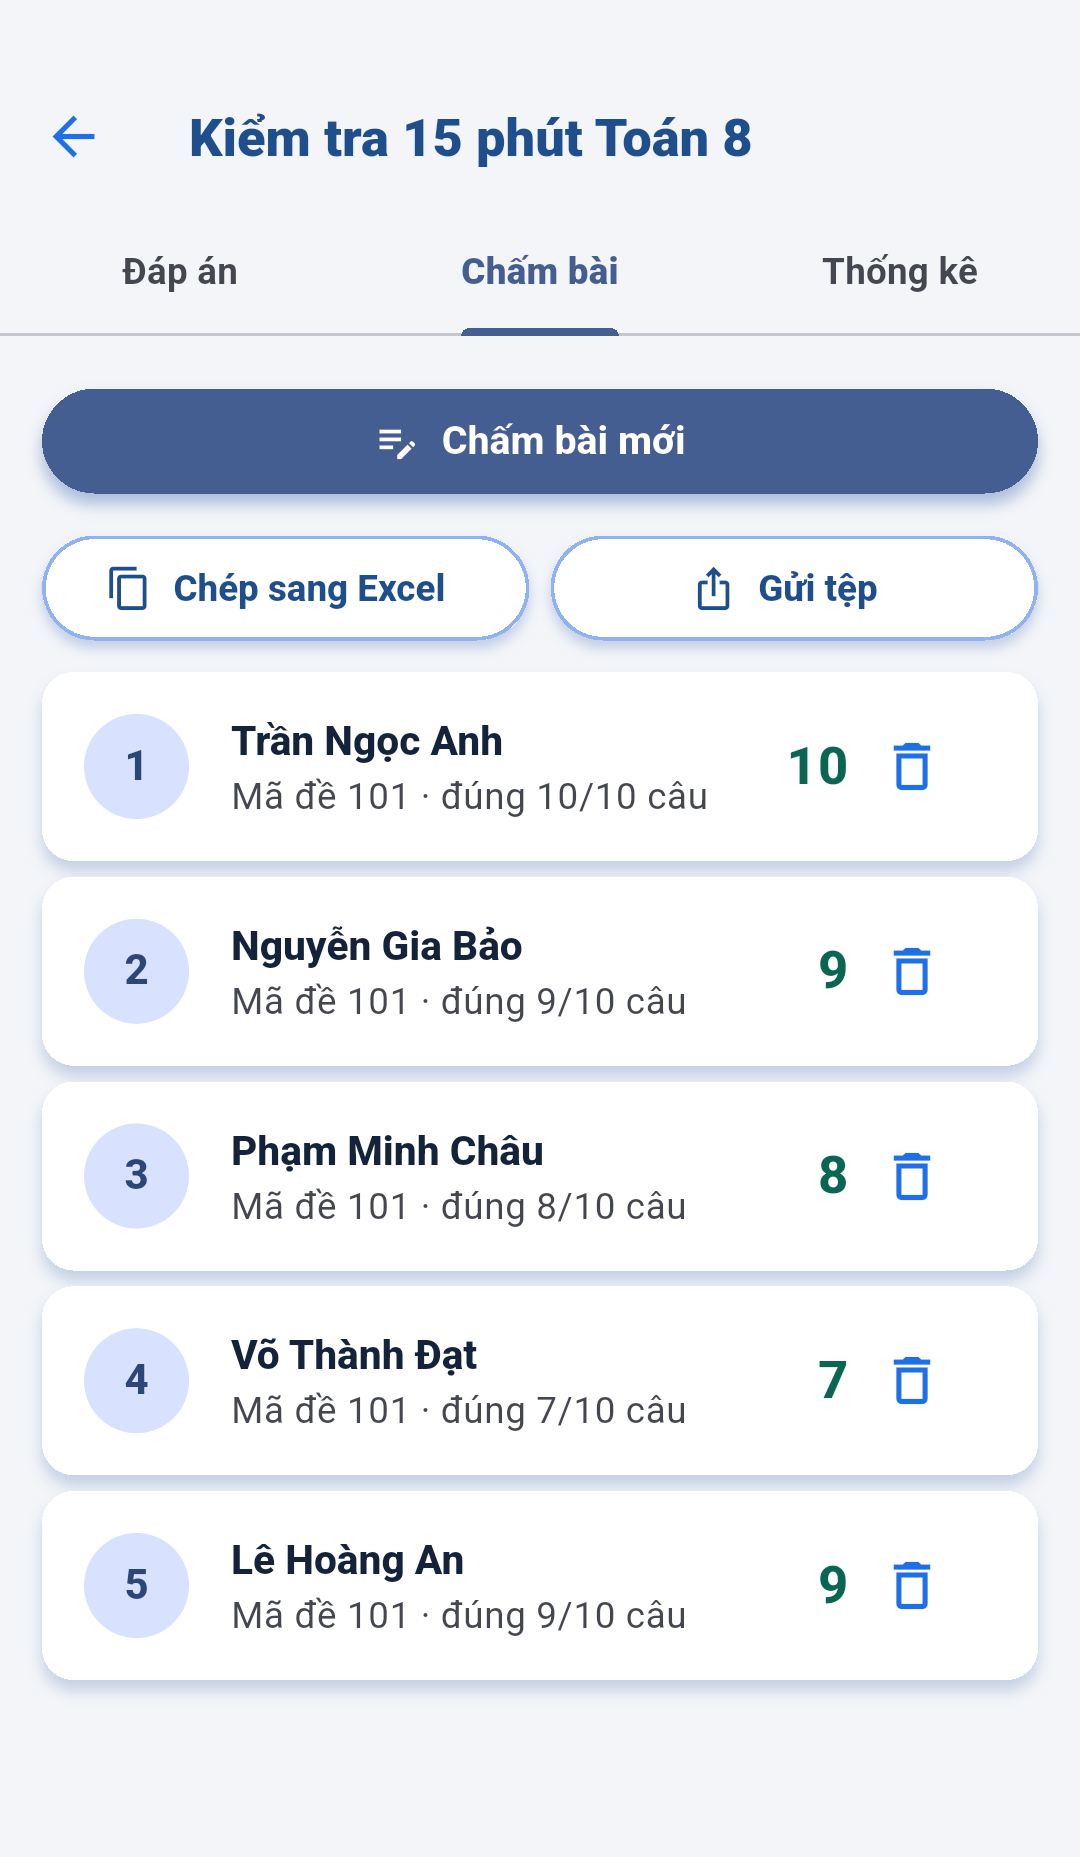 Kiểm tra 15 phút Toán 8
Đáp án
Chấm bài
Thống kê
Chấm bài mới
Chép sang Excel
Gửi tệp
1
Trần Ngọc Anh
Mã đề 101 · đúng 10/10 câu
10
2
Nguyễn Gia Bảo
Mã đề 101 · đúng 9/10 câu
9
3
Phạm Minh Châu
Mã đề 101 · đúng 8/10 câu
8
4
Võ Thành Đạt
Mã đề 101 · đúng 7/10 câu
7
5
Lê Hoàng An
Mã đề 101 · đúng 9/10 câu
9